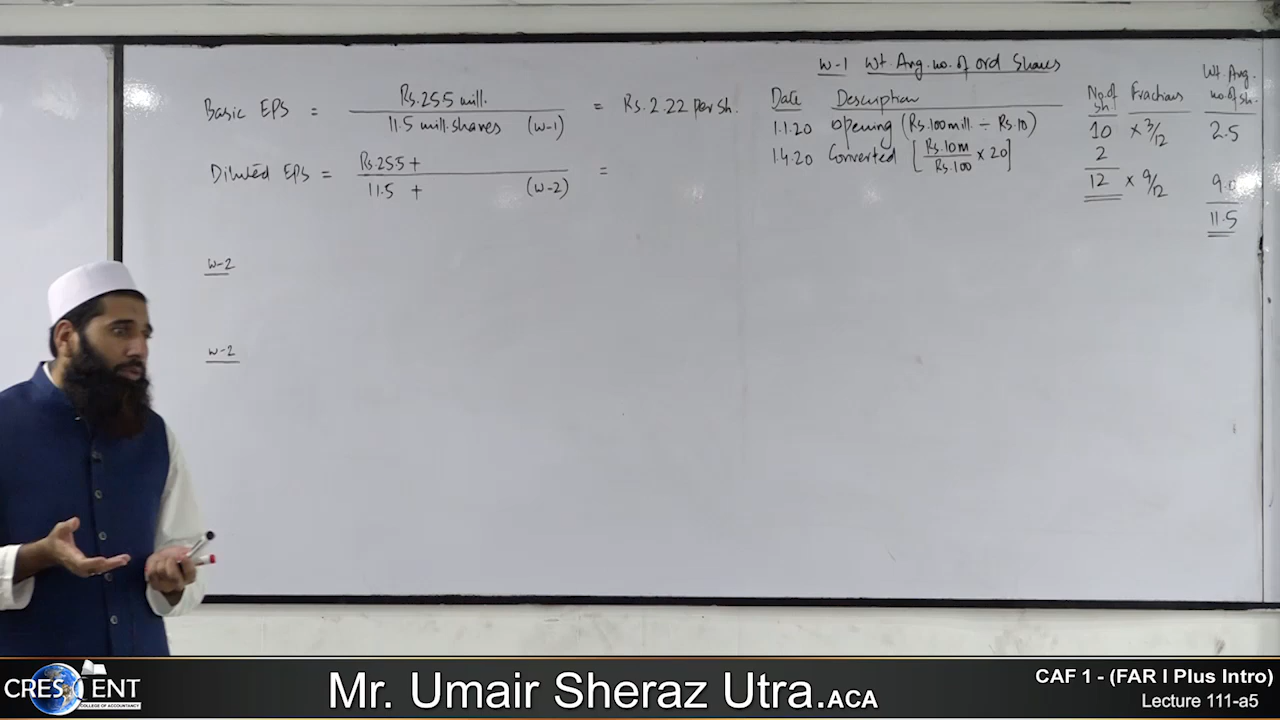 Basic EPS = Rs.25.5 mill. / 11.5 mill. shares (W-1) = Rs.2.22 per sh.
Diluted EPS = Rs.25.5 + / 11.5 + (W-2) =
W-2
W-2
W-1 Wt. Avg. no. of ord Shares
Date Description No. of sh. Fractions Wt. Avg. no. of sh.
1.1.20 Opening (Rs.100 mill. ÷ Rs.10) 10 × 3/12 2.5
1.4.20 Converted [Rs.10m / Rs.100 × 20] 2
12 × 9/12 9.0
11.5
CRESCENT
COLLEGE OF ACCOUNTANCY
Mr. Umair Sheraz Utra.ACA
CAF 1 - (FAR I Plus Intro)
Lecture 111-a5